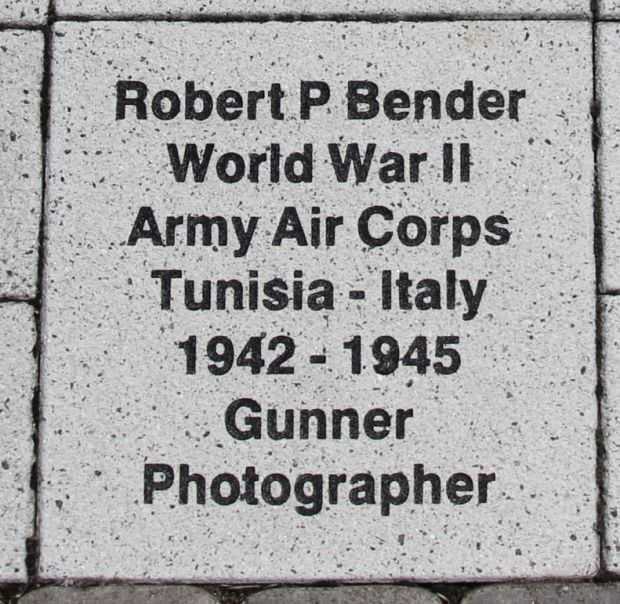 Robert P Bender
World War II
Army Air Corps
Tunisia - Italy
1942 - 1945
Gunner
Photographer